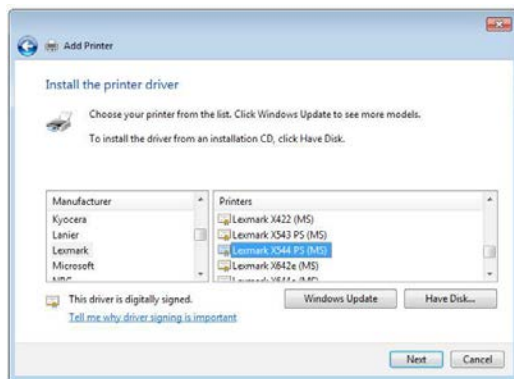 Add Printer
Install the printer driver
Choose your printer from the list. Click Windows Update to see more models.
To install the driver from an installation CD, click Have Disk.
Manufacturer
Kyocera
Lanier
Lexmark
Microsoft
Printers
Lexmark X422 (MS)
Lexmark X543 PS (MS)
Lexmark X544 PS (MS)
Lexmark X642e (MS)
This driver is digitally signed.
Tell me why driver signing is important
Windows Update
Have Disk...
Next
Cancel